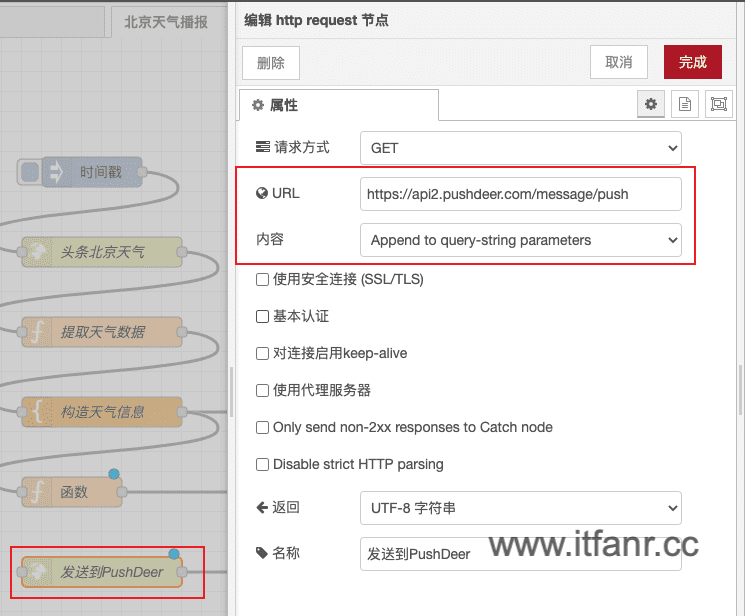 北京天气播报
编辑 http request 节点
删除
取消
完成
属性
时间戳
头条北京天气
提取天气数据
构造天气信息
函数
发送到PushDeer
请求方式
GET
URL
https://api2.pushdeer.com/message/push
内容
Append to query-string parameters
使用安全连接 (SSL/TLS)
基本认证
对连接启用keep-alive
使用代理服务器
Only send non-2xx responses to Catch node
Disable strict HTTP parsing
返回
UTF-8 字符串
名称
发送到PushDeer
www.itfanr.cc